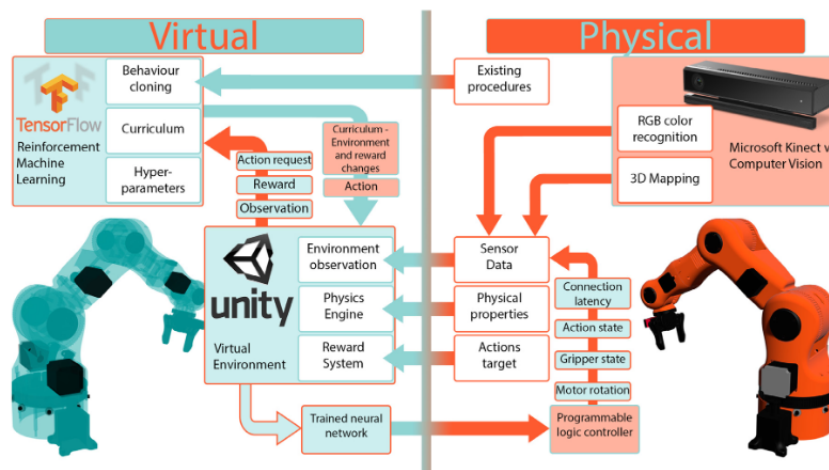 Virtual
Physical
TensorFlow
Reinforcement
Machine
Learning
Behaviour
cloning
Curriculum
Hyper-
parameters
Existing
procedures
RGB color
recognition
3D Mapping
Microsoft Kinect v
Computer Vision
Curriculum -
Environment
and reward
changes
Action
Action request
Reward
Observation
unity
Virtual
Environment
Environment
observation
Physics
Engine
Reward
System
Sensor
Data
Physical
properties
Actions
target
Connection
latency
Action state
Gripper state
Motor rotation
Trained neural
network
Programmable
logic controller